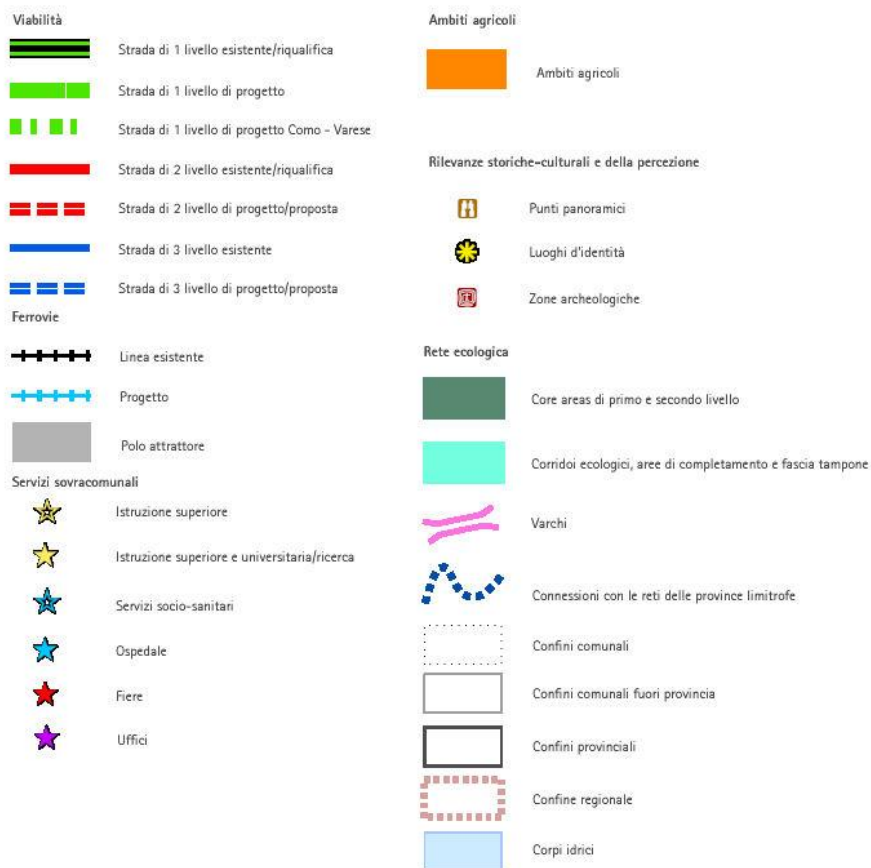 Viabilità
Strada di 1 livello esistente/riqualifica
Strada di 1 livello di progetto
Strada di 1 livello di progetto Como - Varese
Strada di 2 livello esistente/riqualifica
Strada di 2 livello di progetto/proposta
Strada di 3 livello esistente
Strada di 3 livello di progetto/proposta
Ferrovie
Linea esistente
Progetto
Polo attrattore
Servizi sovracomunali
Istruzione superiore
Istruzione superiore e universitaria/ricerca
Servizi socio-sanitari
Ospedale
Fiere
Uffici
Ambiti agricoli
Ambiti agricoli
Rilevanze storiche-culturali e della percezione
Punti panoramici
Luoghi d'identità
Zone archeologiche
Rete ecologica
Core areas di primo e secondo livello
Corridoi ecologici, aree di completamento e fascia tampone
Varchi
Connessioni con le reti delle province limitrofe
Confini comunali
Confini comunali fuori provincia
Confini provinciali
Confine regionale
Corpi idrici